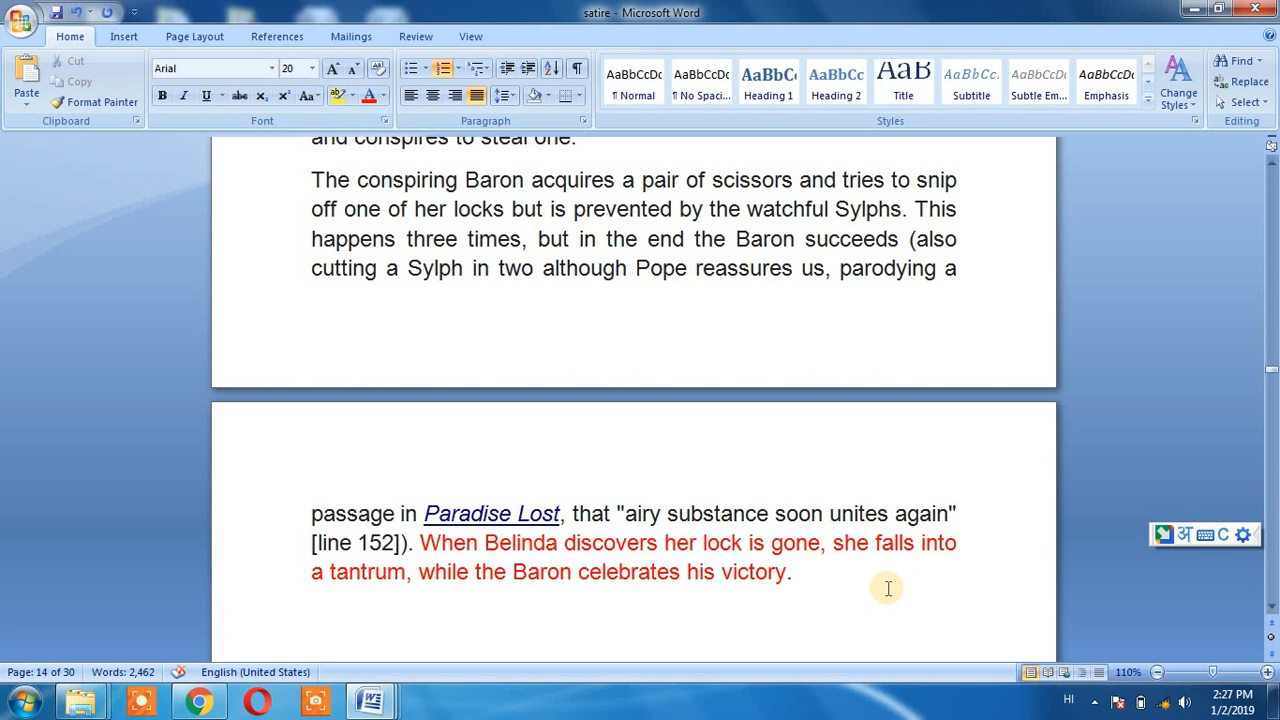 satire - Microsoft Word
Home Insert Page Layout References Mailings Review View
Paste
Cut
Copy
Format Painter
Clipboard
Arial 20
Font
Paragraph
AaBbCcDc AaBbCcDc AaBbC AaBbCc AaB AaBbCc. AaBbCcDc AaBbCcDc
¶ Normal ¶ No Spaci... Heading 1 Heading 2 Title Subtitle Subtle Em... Emphasis
Change Styles
Styles
Find
Replace
Select
Editing
and conspires to steal one.
The conspiring Baron acquires a pair of scissors and tries to snip
off one of her locks but is prevented by the watchful Sylphs. This
happens three times, but in the end the Baron succeeds (also
cutting a Sylph in two although Pope reassures us, parodying a
passage in Paradise Lost, that "airy substance soon unites again"
[line 152]). When Belinda discovers her lock is gone, she falls into
a tantrum, while the Baron celebrates his victory.
अ C
Page: 14 of 30 Words: 2,462 English (United States) 110%
HI 2:27 PM
1/2/2019